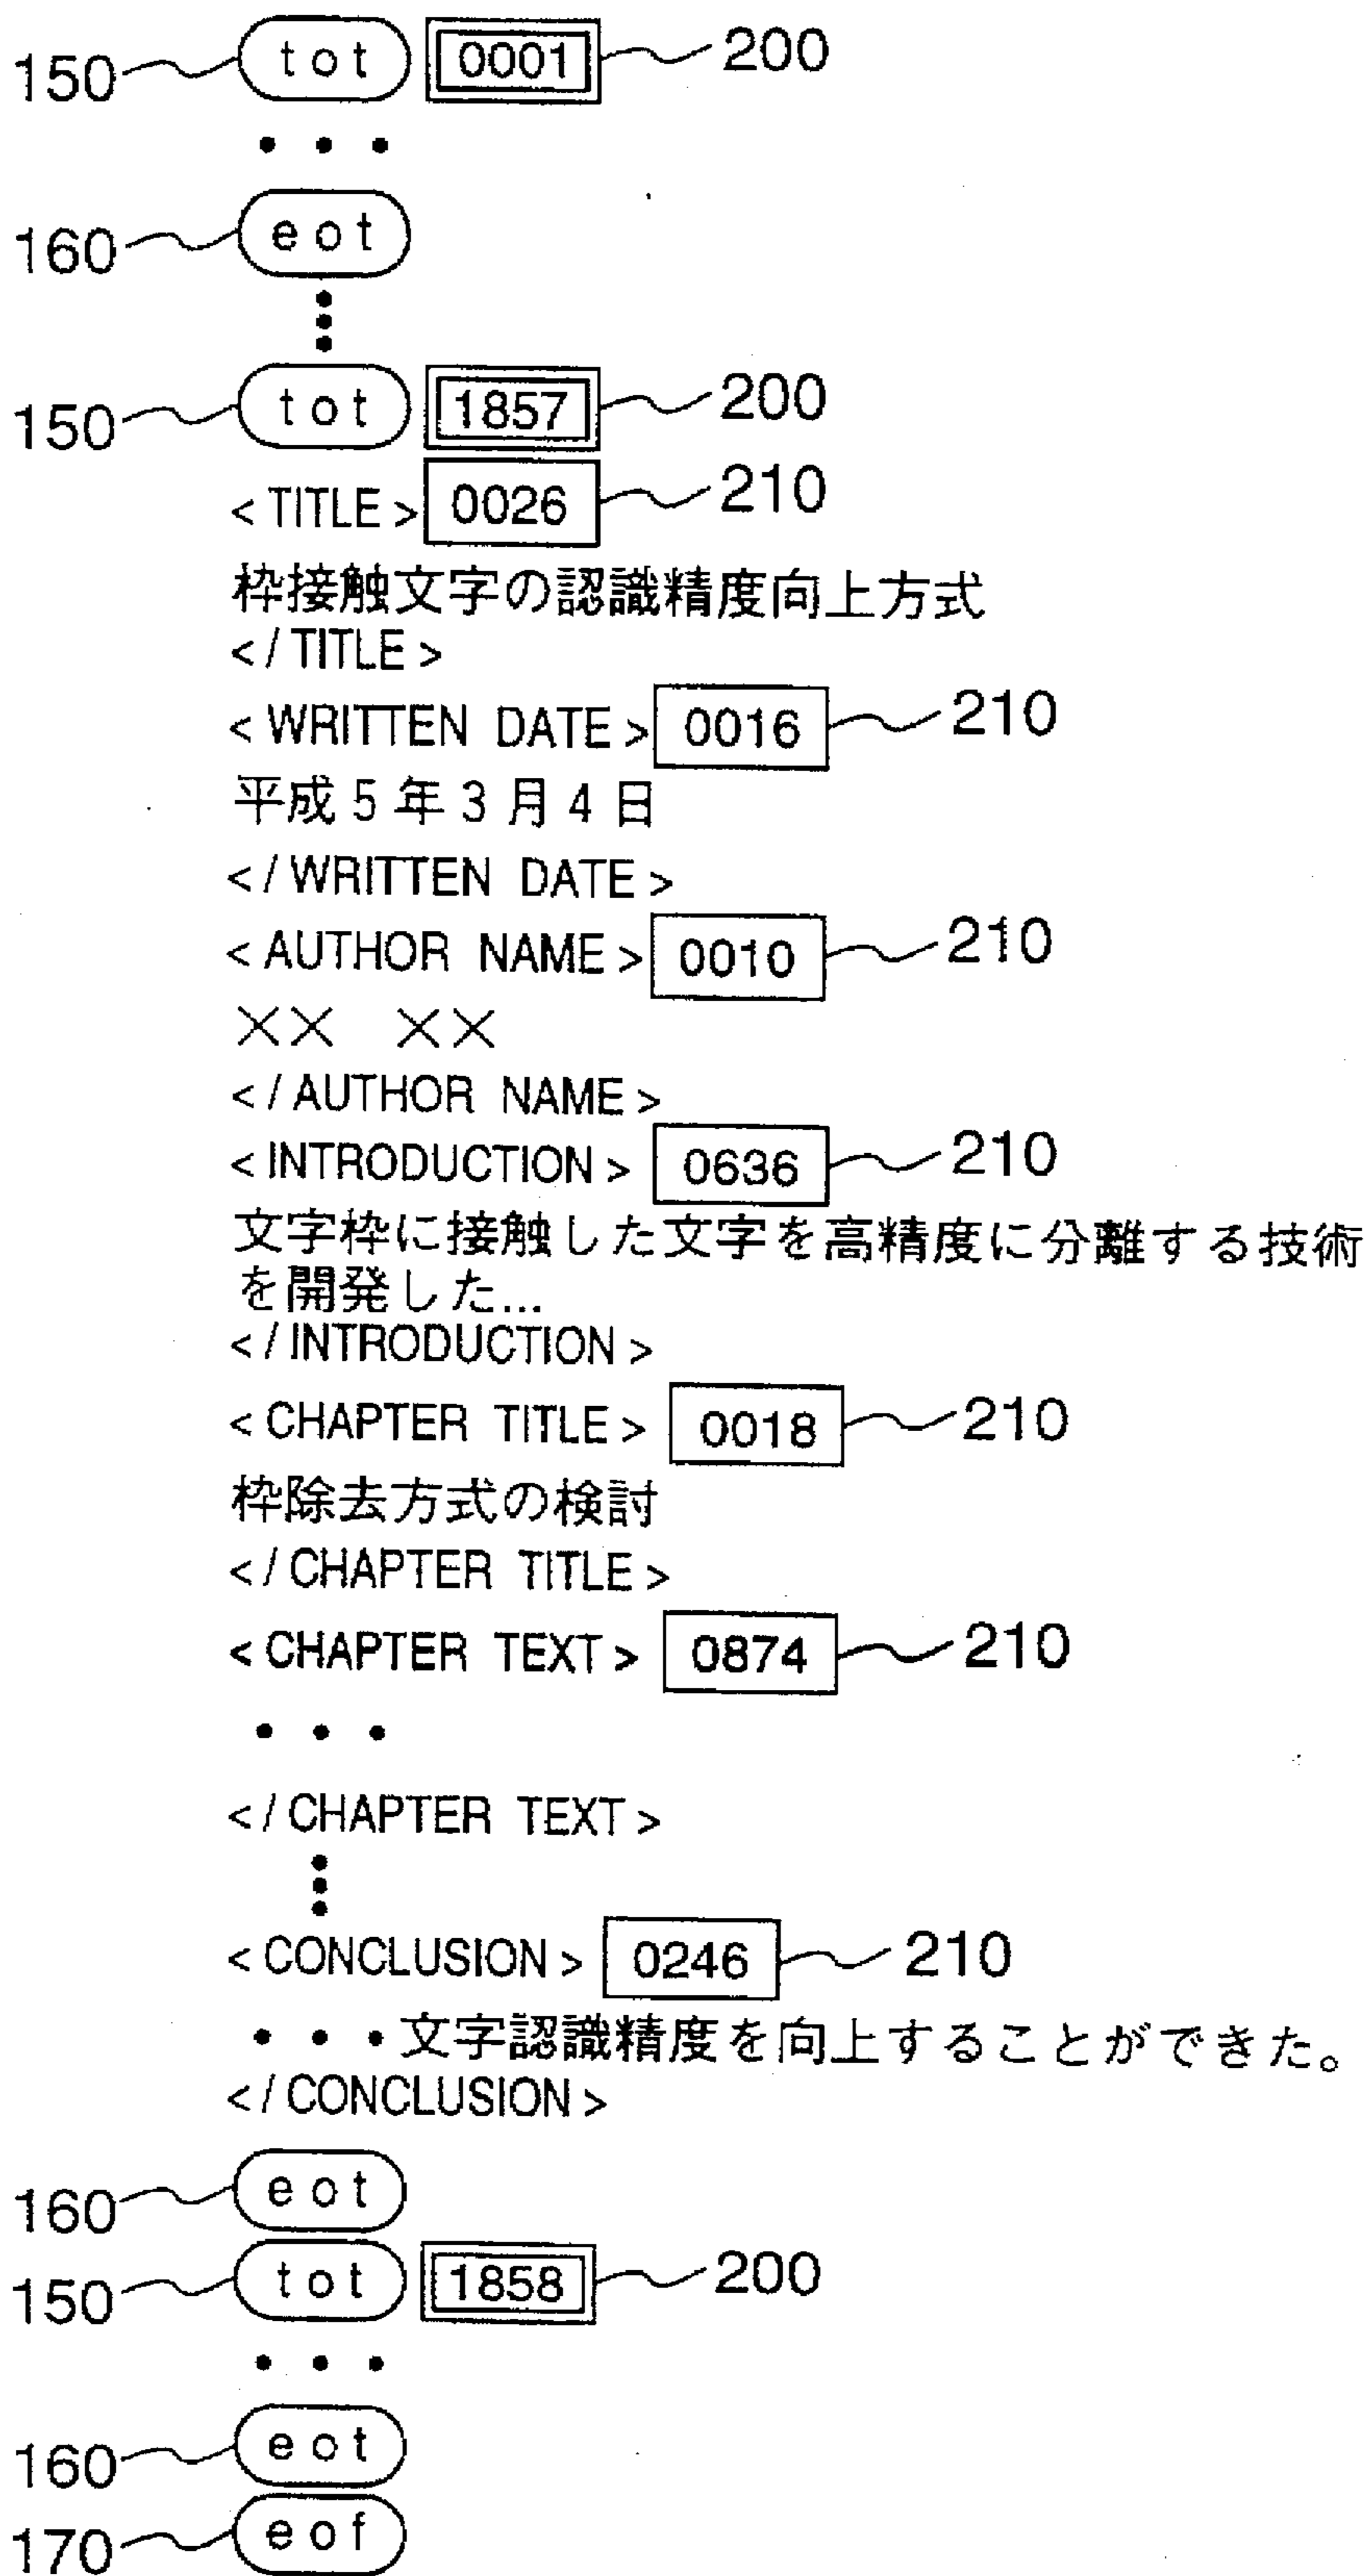 150 tot 0001 200
• • •
160 eot
150 tot 1857 200
<TITLE> 0026 210
枠接触文字の認識精度向上方式
</TITLE>
<WRITTEN DATE> 0016 210
平成5年3月4日
</WRITTEN DATE>
<AUTHOR NAME> 0010 210
×× ××
</AUTHOR NAME>
<INTRODUCTION> 0636 210
文字枠に接触した文字を高精度に分離する技術
を開発した...
</INTRODUCTION>
<CHAPTER TITLE> 0018 210
枠除去方式の検討
</CHAPTER TITLE>
<CHAPTER TEXT> 0874 210
• • •
</CHAPTER TEXT>
<CONCLUSION> 0246 210
• • •文字認識精度を向上することができた。
</CONCLUSION>
160 eot
150 tot 1858 200
• • •
160 eot
170 eof